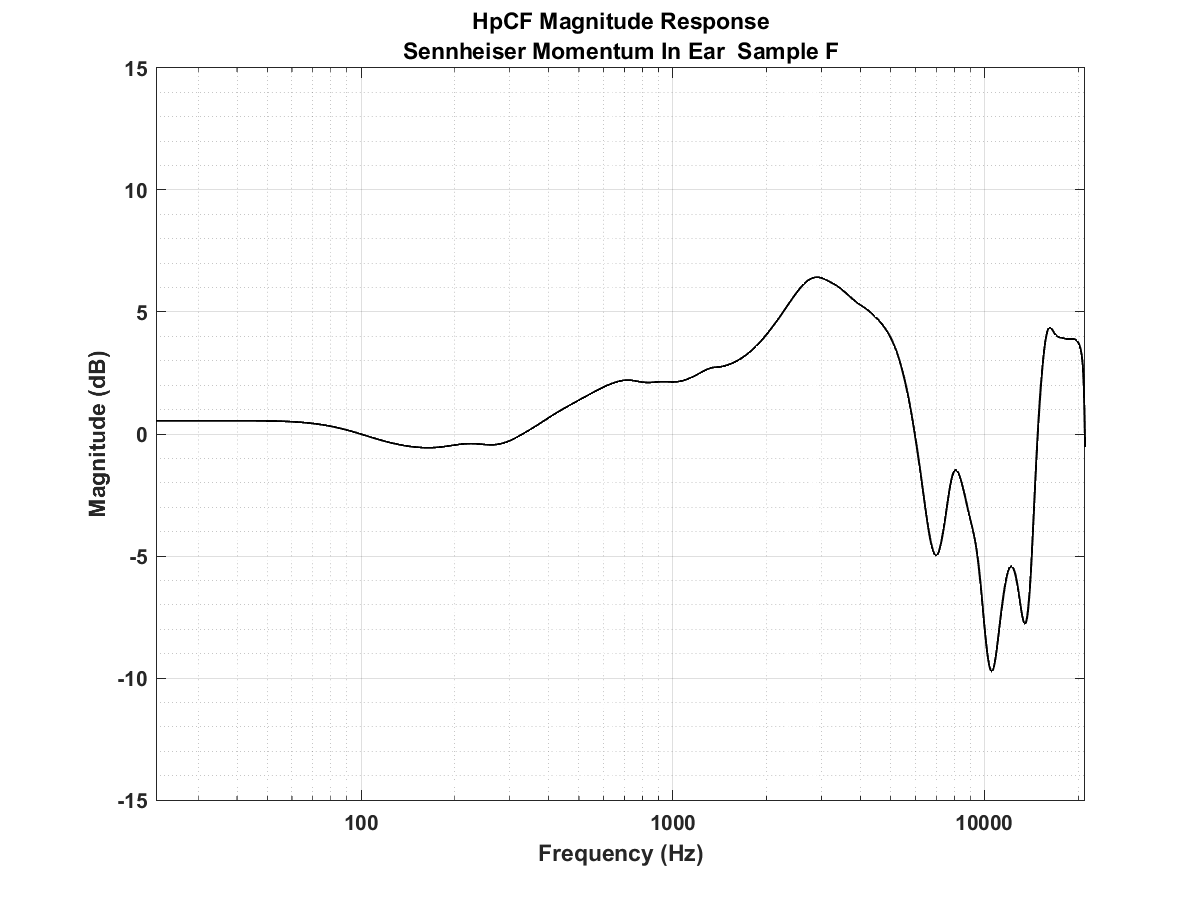 HpCF Magnitude Response
Sennheiser Momentum In Ear  Sample F
15
10
5
0
-5
-10
-15
Magnitude (dB)
100
1000
10000
Frequency (Hz)